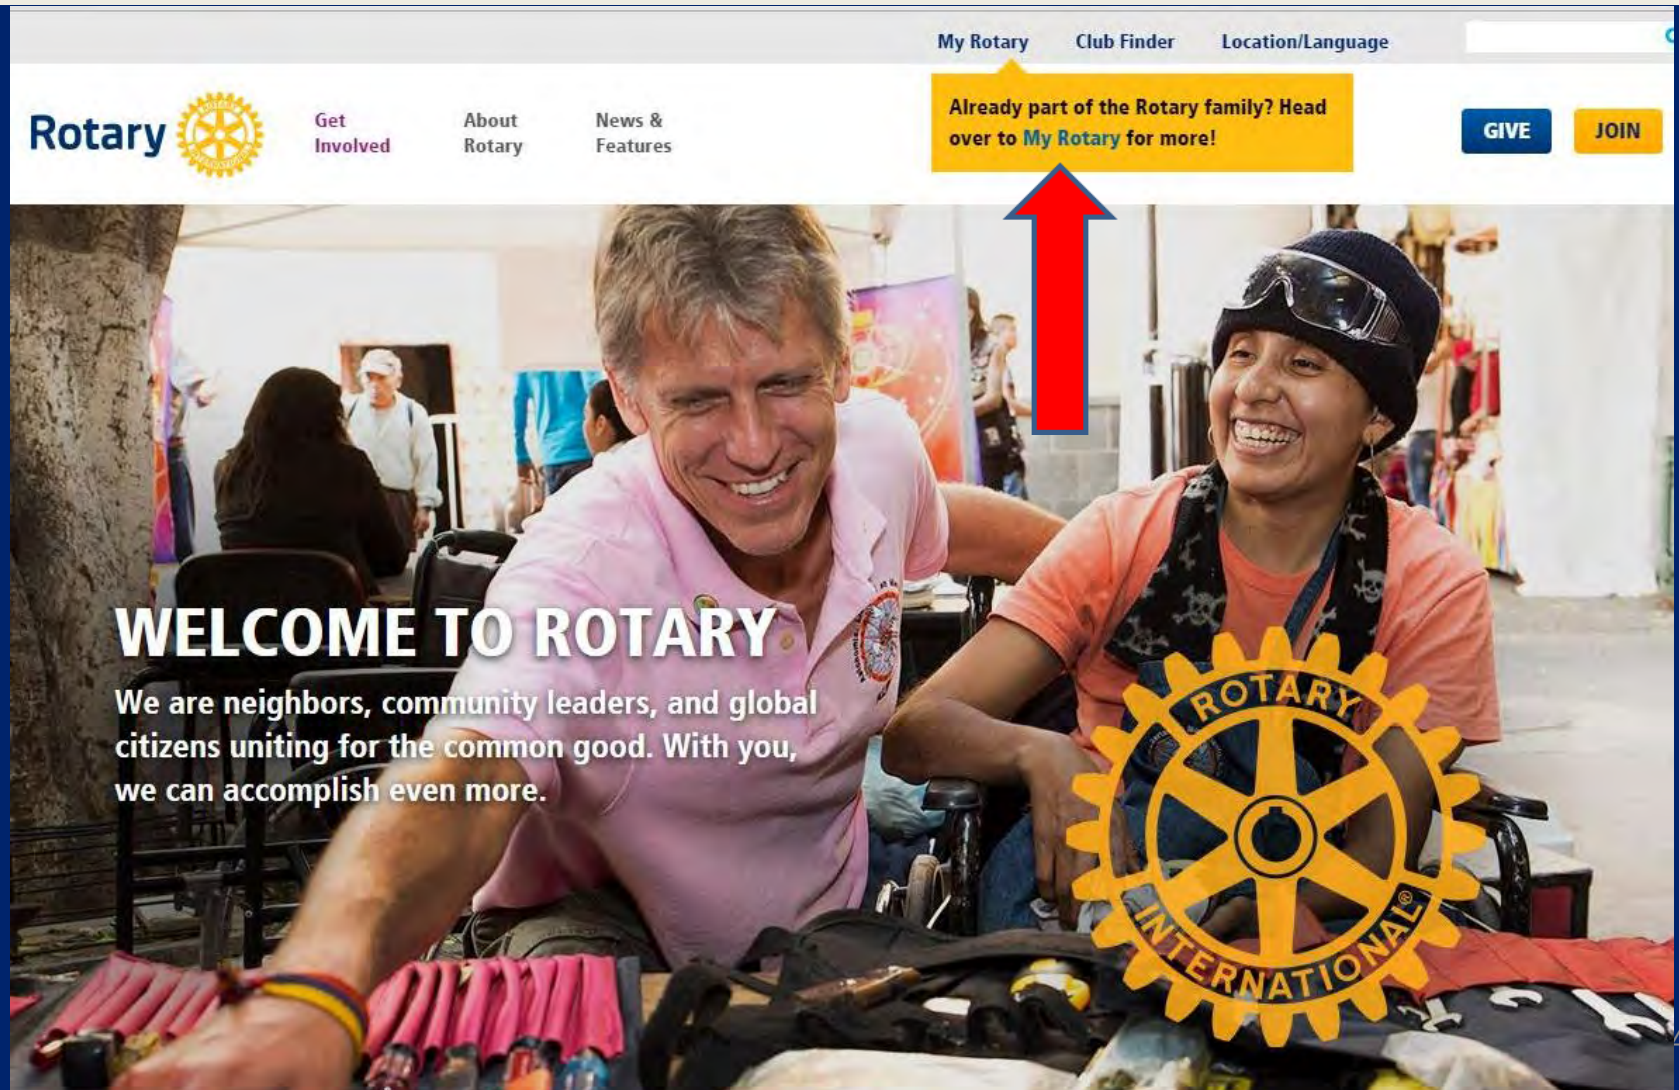 My Rotary Club Finder Location/Language
Already part of the Rotary family? Head
over to My Rotary for more!
Rotary
ROTARY
INTERNATIONAL
Get
Involved
About
Rotary
News &
Features
GIVE
JOIN
WELCOME TO ROTARY
We are neighbors, community leaders, and global
citizens uniting for the common good. With you,
we can accomplish even more.
ROTARY
INTERNATIONAL®